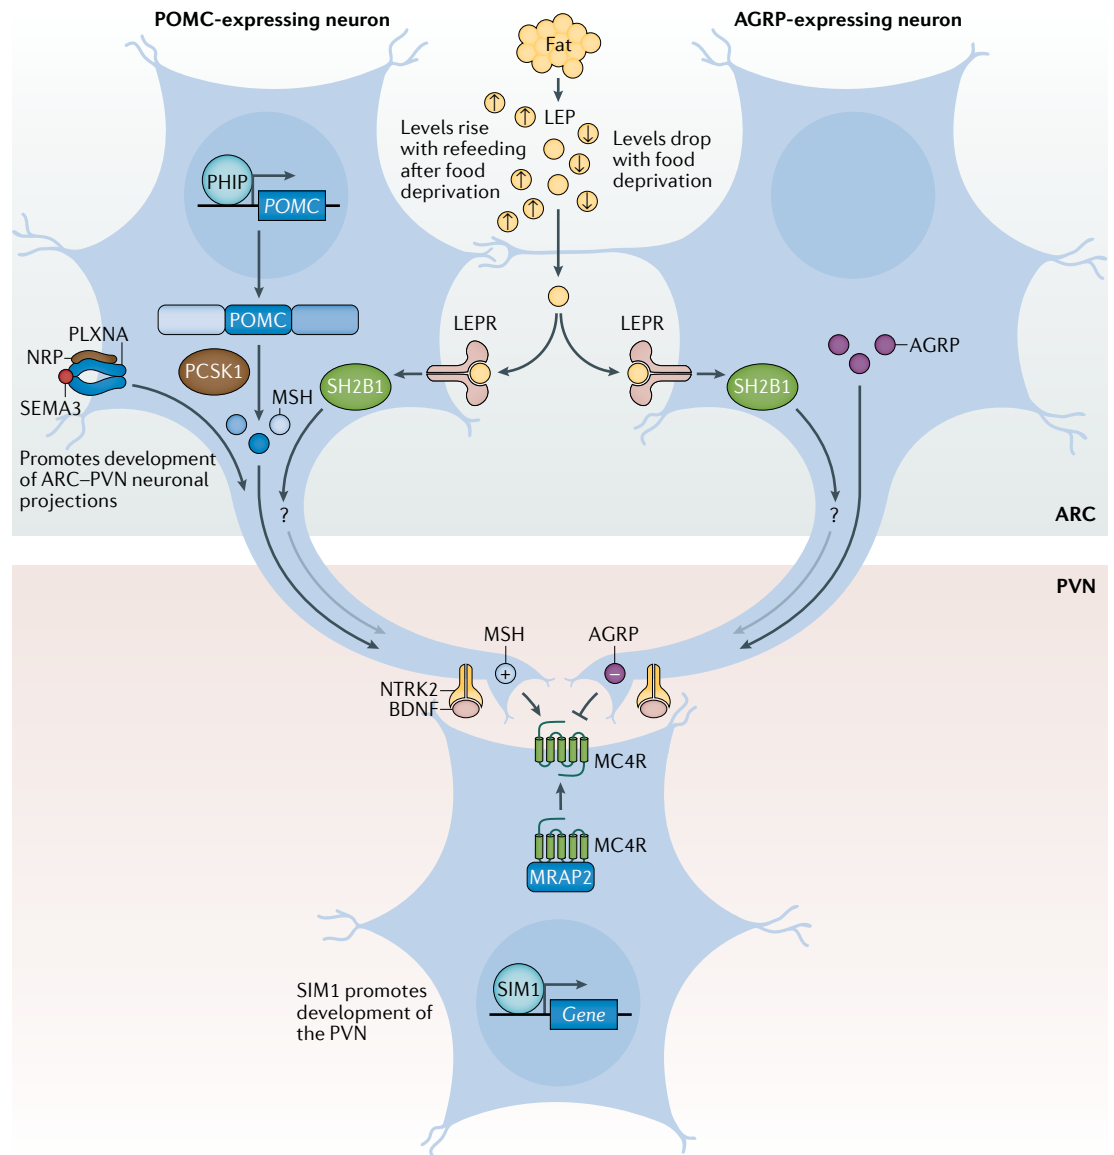 POMC-expressing neuron
AGRP-expressing neuron
Fat
LEP
Levels rise
with refeeding
after food
deprivation
Levels drop
with food
deprivation
PHIP
POMC
POMC
PLXNA
NRP
SEMA3
PCSK1
MSH
SH2B1
LEPR
LEPR
SH2B1
AGRP
Promotes development
of ARC–PVN neuronal
projections
?
?
ARC
PVN
MSH
AGRP
+
−
NTRK2
BDNF
MC4R
MC4R
MRAP2
SIM1 promotes
development of
the PVN
SIM1
Gene